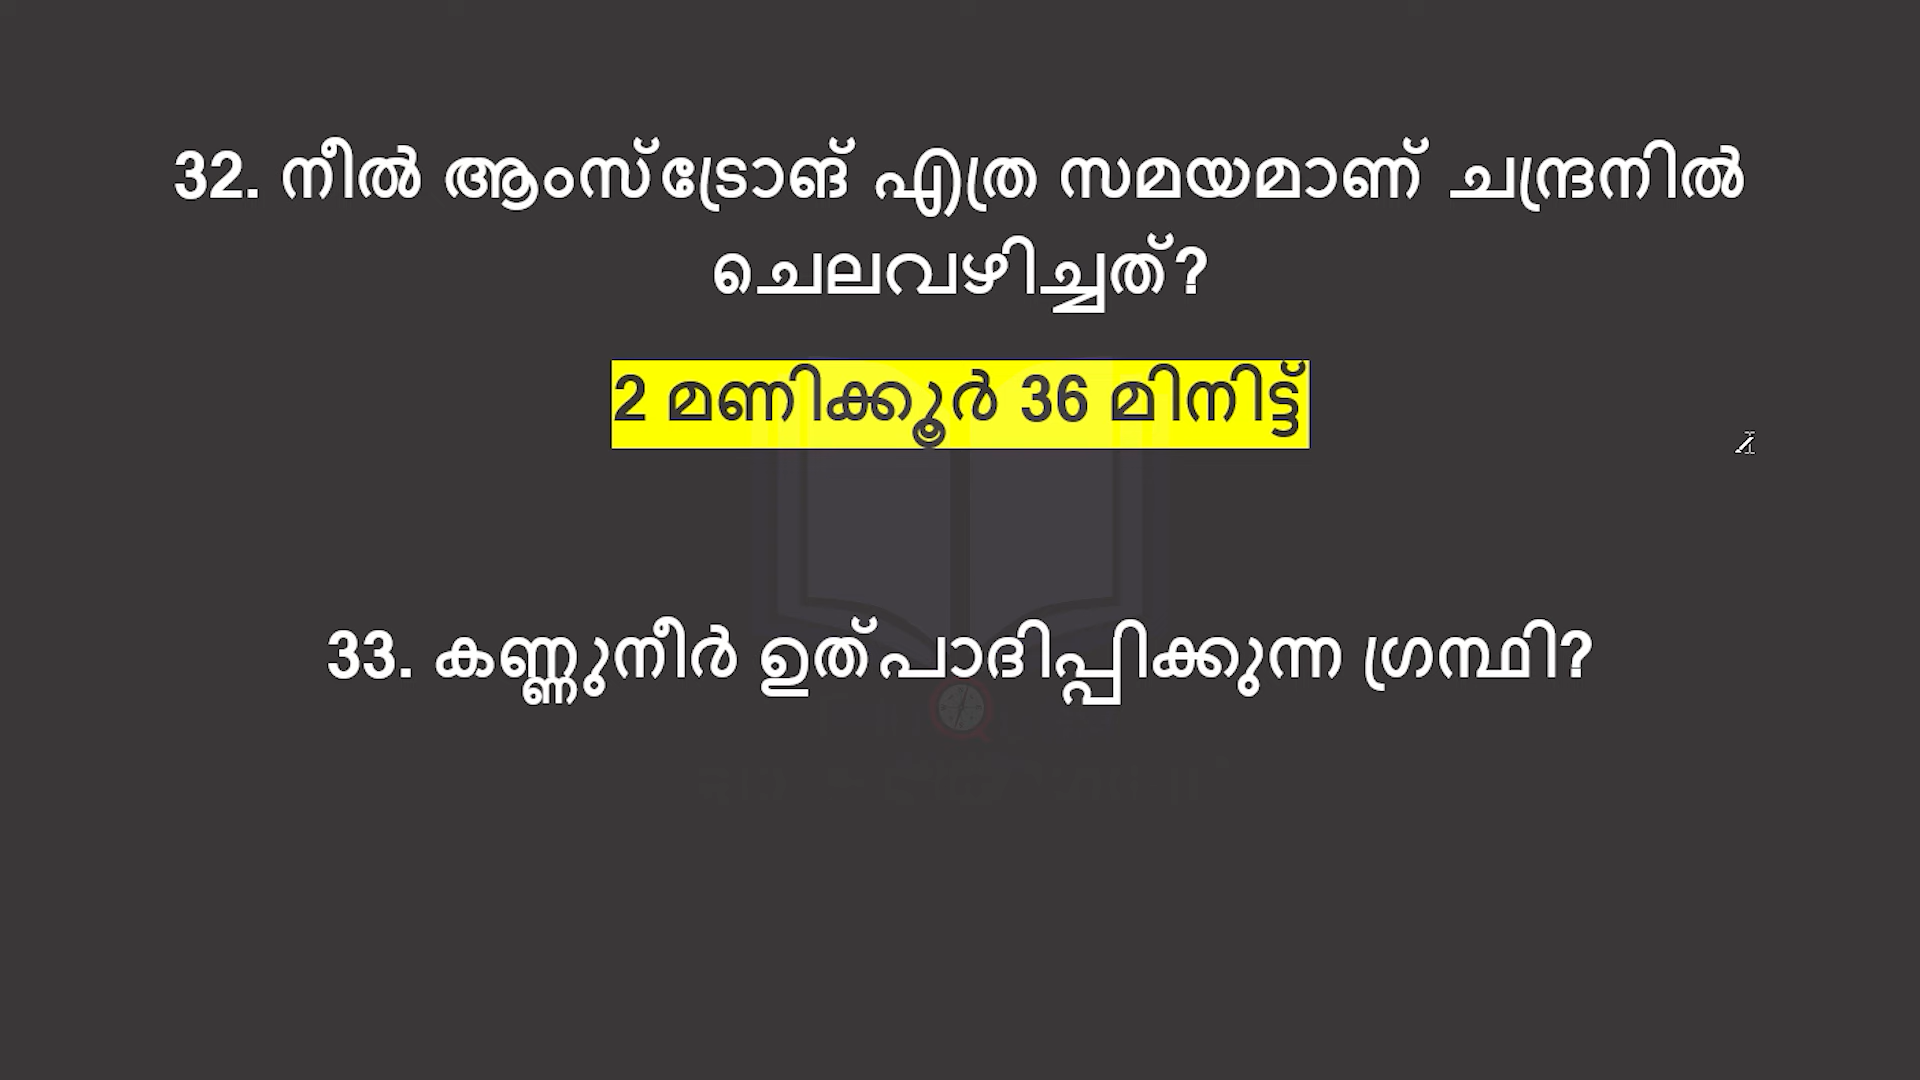 32. നീൽ ആംസ്ട്രോങ് എത്ര സമയമാണ് ചന്ദ്രനിൽ
ചെലവഴിച്ചത്?
2 മണിക്കൂർ 36 മിനിട്ട്
33. കണ്ണുനീർ ഉത്പാദിപ്പിക്കുന്ന ഗ്രന്ഥി?